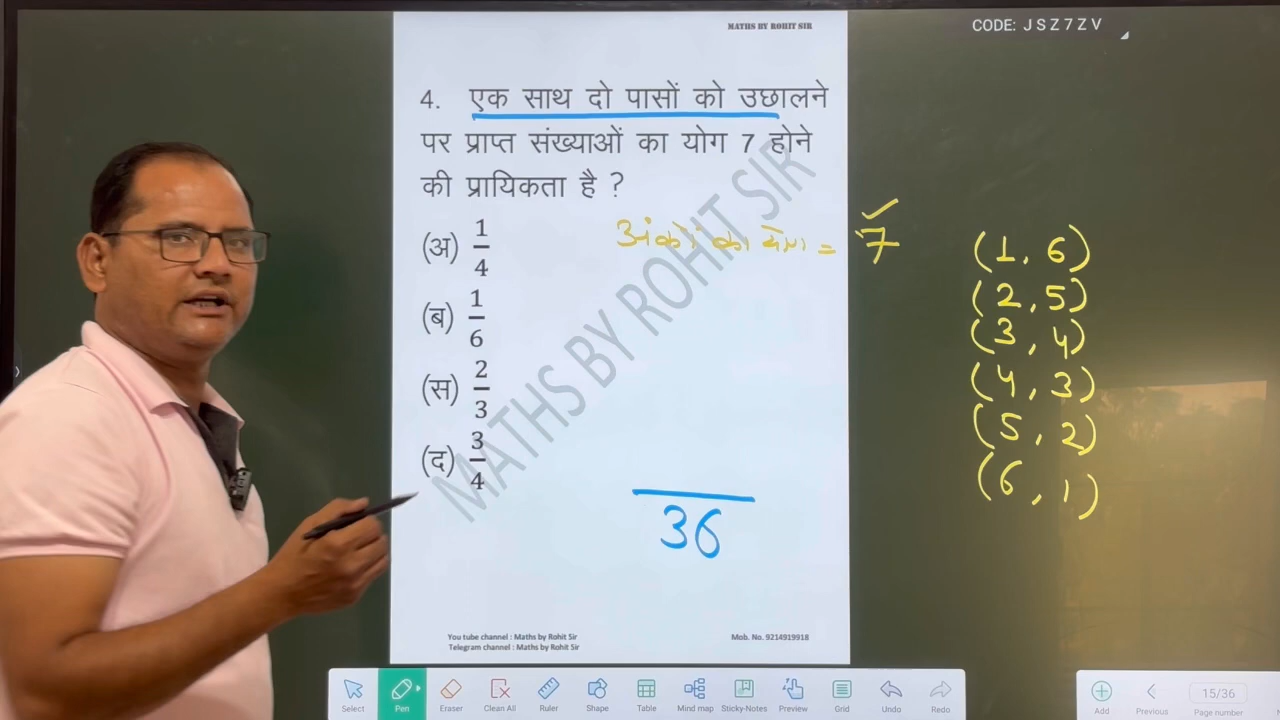 MATHS BY ROHIT SIR
CODE: JSZ7ZV
4. एक साथ दो पासों को उछालने
पर प्राप्त संख्याओं का योग 7 होने
की प्रायिकता है ?
(अ) 1/4
(ब) 1/6
(स) 2/3
(द) 3/4
अंकों का योग = 7
(1, 6)
(2, 5)
(3, 4)
(4, 3)
(5, 2)
(6, 1)
36
MATHS BY ROHIT SIR
You tube channel : Maths by Rohit Sir
Telegram channel : Maths by Rohit Sir
Mob. No. 9214919918
Select Pen Eraser Clean All Ruler Shape Table Mind map Sticky-Notes Preview Grid Undo Redo
Add Previous 15/36 Page number